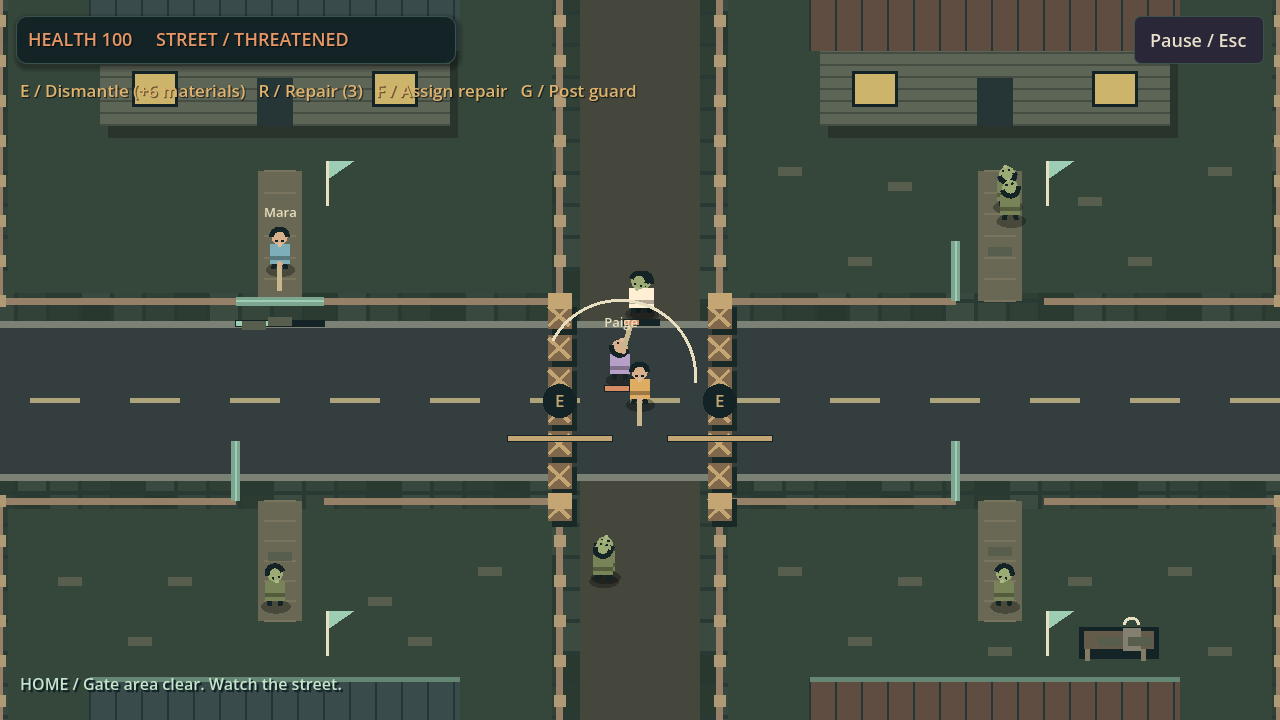 HEALTH 100 STREET / THREATENED
Pause / Esc
E / Dismantle (+6 materials) R / Repair (3) F / Assign repair G / Post guard
Mara
Paige
E E
HOME / Gate area clear. Watch the street.